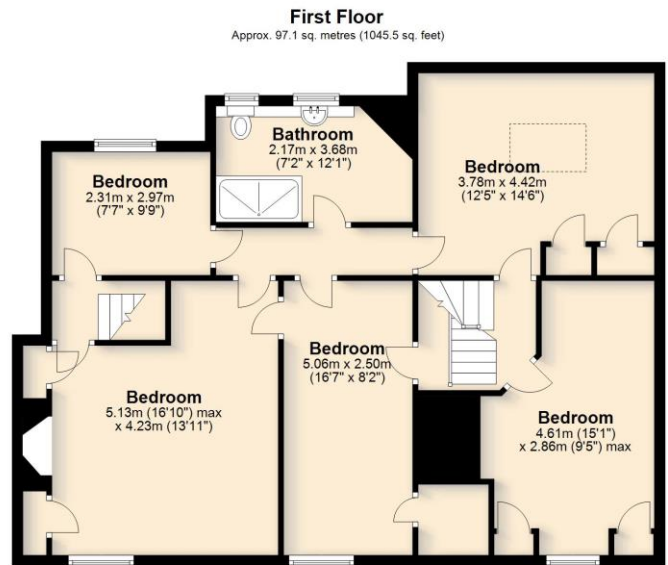 First Floor
Approx. 97.1 sq. metres (1045.5 sq. feet)
Bathroom
2.17m x 3.68m
(7'2" x 12'1")
Bedroom
2.31m x 2.97m
(7'7" x 9'9")
Bedroom
3.78m x 4.42m
(12'5" x 14'6")
Bedroom
5.13m (16'10") max
x 4.23m (13'11")
Bedroom
5.06m x 2.50m
(16'7" x 8'2")
Bedroom
4.61m (15'1")
x 2.86m (9'5") max